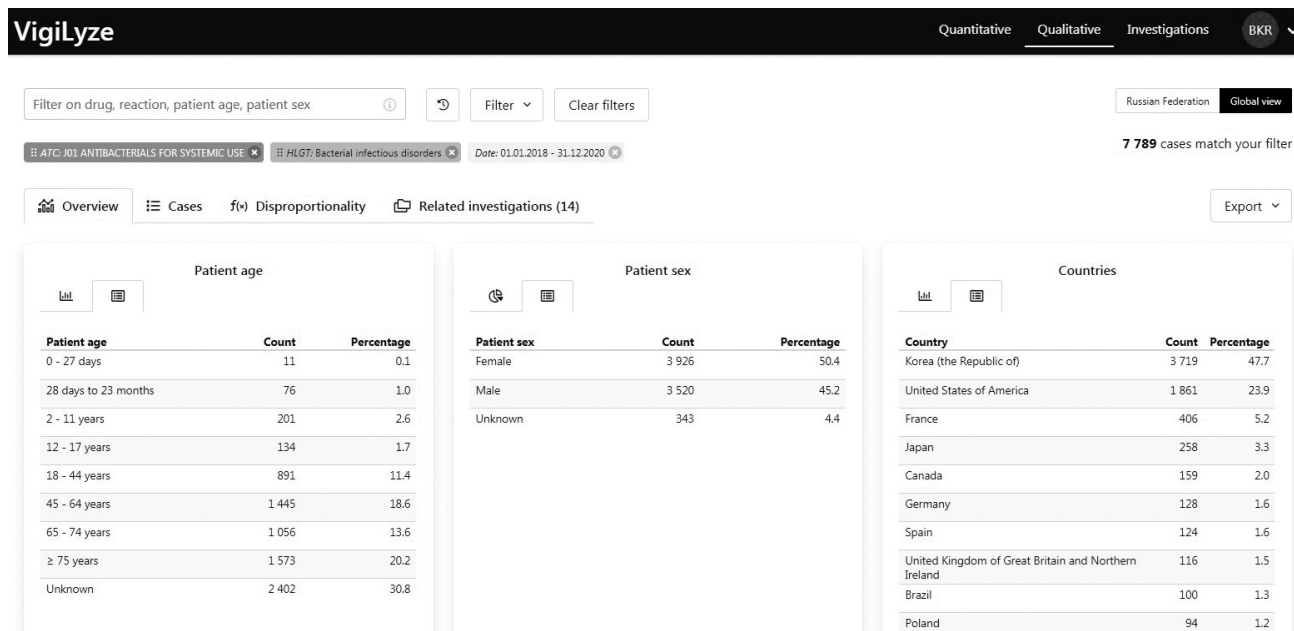 VigiLyze
Quantitative Qualitative Investigations BKR
Filter on drug, reaction, patient age, patient sex Filter Clear filters Russian Federation Global view
7 789 cases match your filter
ATC: J01 ANTIBACTERIALS FOR SYSTEMIC USE HLGT: Bacterial infectious disorders Date: 01.01.2018 - 31.12.2020
Overview Cases f(x) Disproportionality Related investigations (14) Export
Patient age
Patient age Count Percentage
0 - 27 days 11 0.1
28 days to 23 months 76 1.0
2 - 11 years 201 2.6
12 - 17 years 134 1.7
18 - 44 years 891 11.4
45 - 64 years 1 445 18.6
65 - 74 years 1 056 13.6
≥ 75 years 1 573 20.2
Unknown 2 402 30.8
Patient sex
Patient sex Count Percentage
Female 3 926 50.4
Male 3 520 45.2
Unknown 343 4.4
Countries
Country Count Percentage
Korea (the Republic of) 3 719 47.7
United States of America 1 861 23.9
France 406 5.2
Japan 258 3.3
Canada 159 2.0
Germany 128 1.6
Spain 124 1.6
United Kingdom of Great Britain and Northern 116 1.5
Ireland
Brazil 100 1.3
Poland 94 1.2